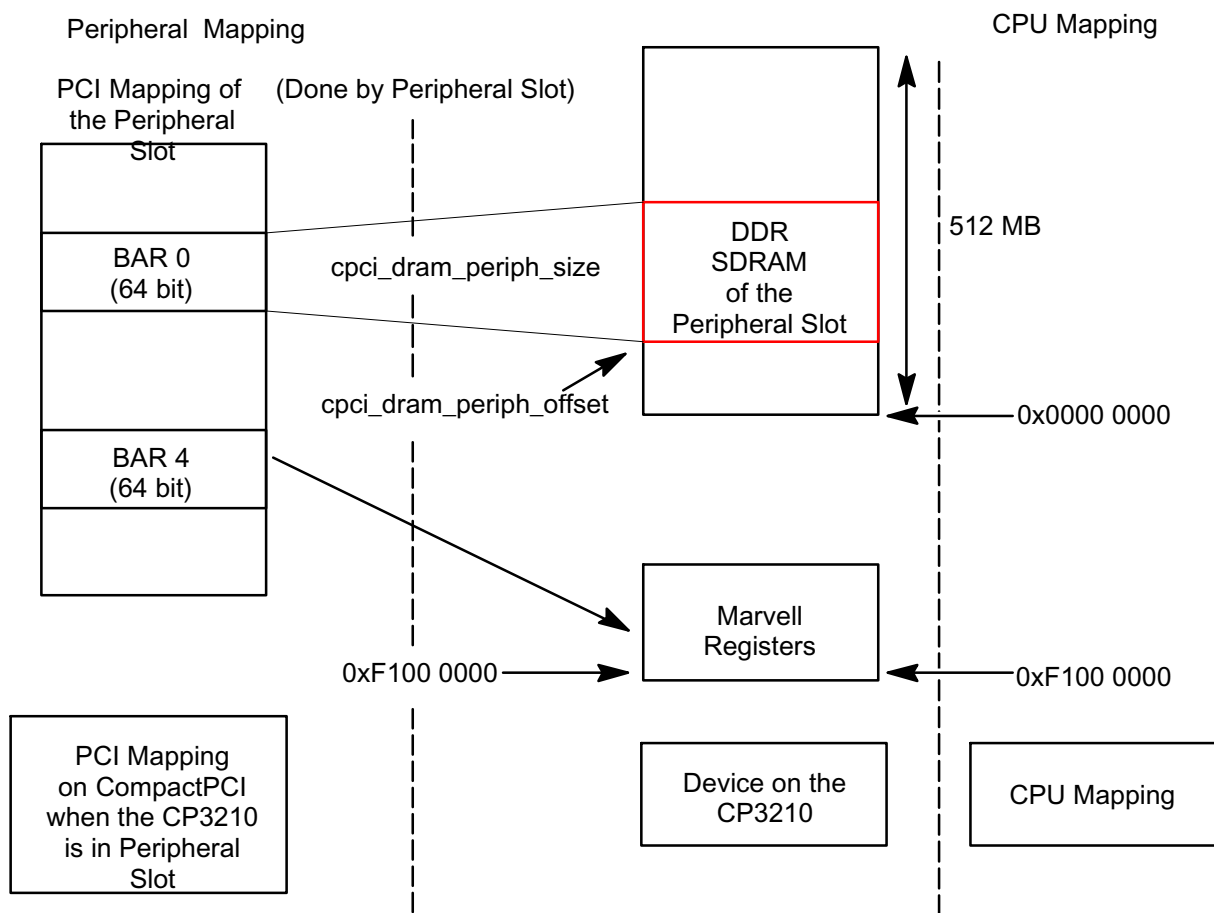 Peripheral Mapping
CPU Mapping
PCI Mapping of
the Peripheral
Slot
(Done by Peripheral Slot)
BAR 0
(64 bit)
cpci_dram_periph_size
DDR
SDRAM
of the
Peripheral Slot
512 MB
cpci_dram_periph_offset
0x0000 0000
BAR 4
(64 bit)
Marvell
Registers
0xF100 0000
0xF100 0000
PCI Mapping
on CompactPCI
when the CP3210
is in Peripheral
Slot
Device on the
CP3210
CPU Mapping